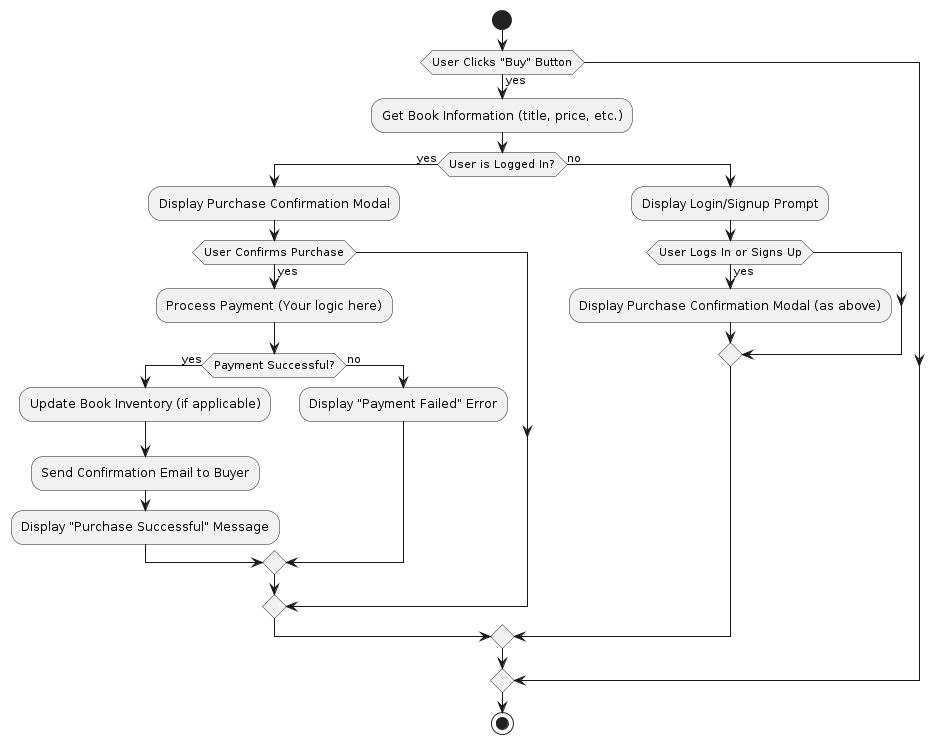 User Clicks "Buy" Button
yes
Get Book Information (title, price, etc.)
yes
User is Logged In?
no
Display Purchase Confirmation Modal
Display Login/Signup Prompt
User Confirms Purchase
User Logs In or Signs Up
yes
yes
Process Payment (Your logic here)
Display Purchase Confirmation Modal (as above)
yes
Payment Successful?
no
Update Book Inventory (if applicable)
Display "Payment Failed" Error
Send Confirmation Email to Buyer
Display "Purchase Successful" Message